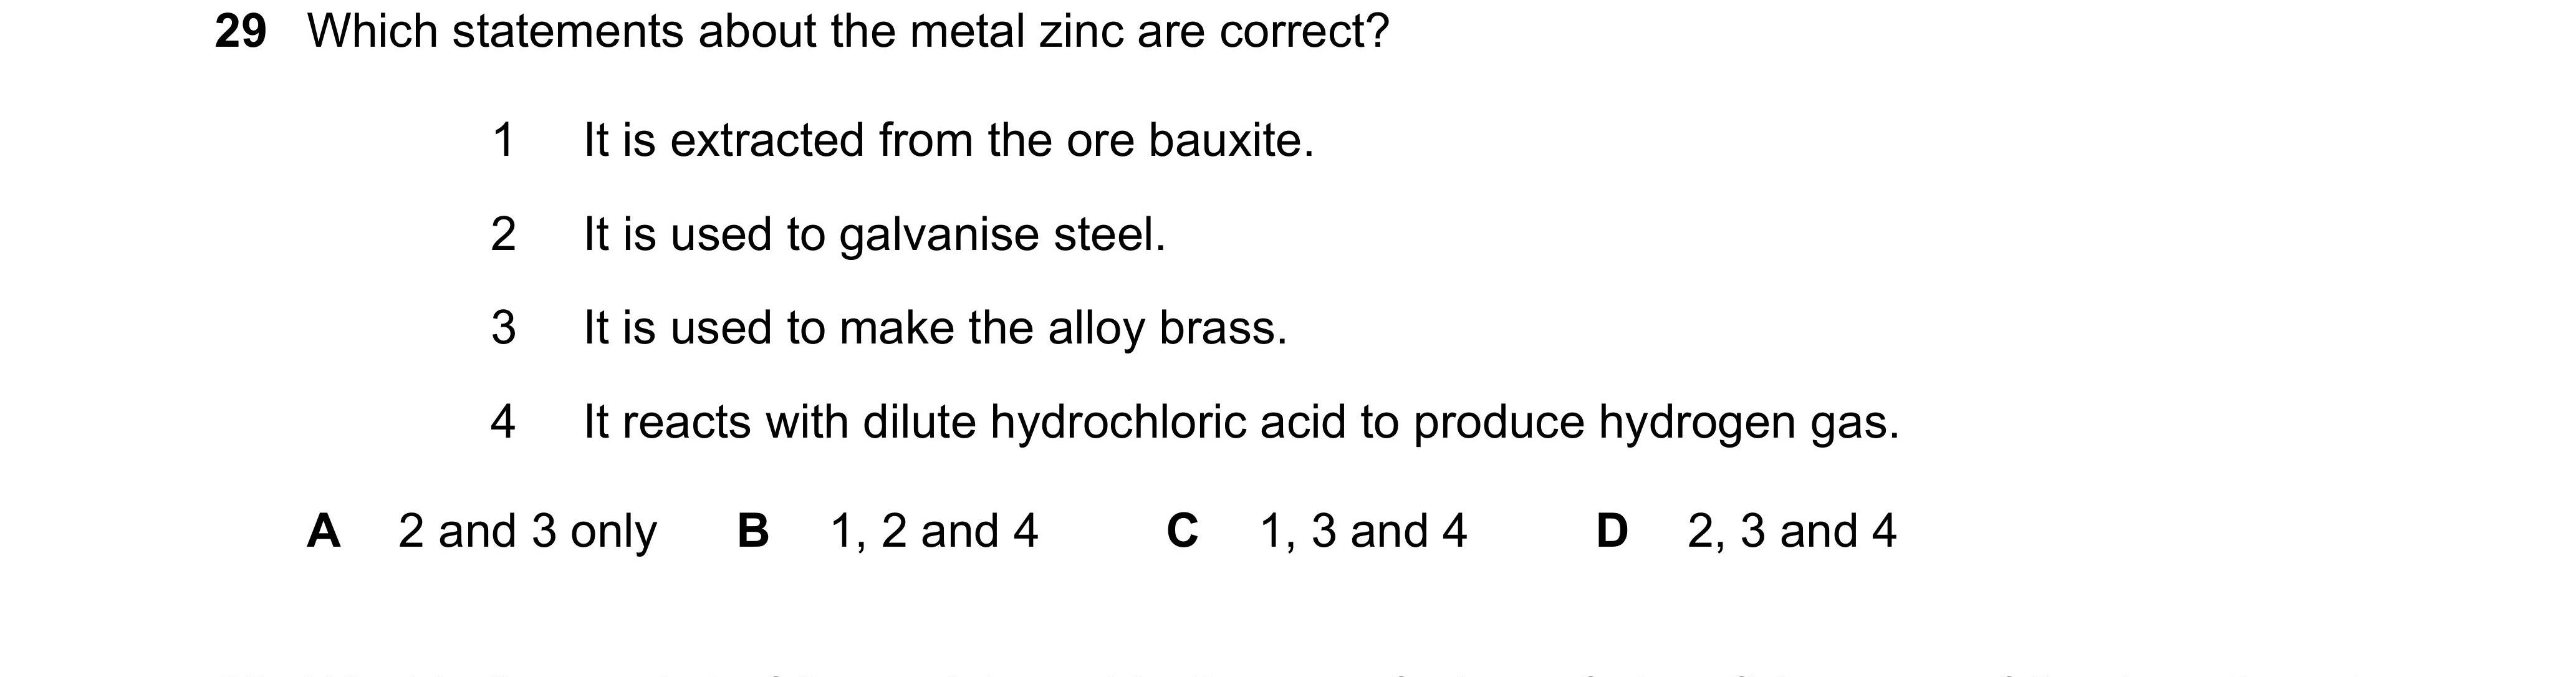 29 Which statements about the metal zinc are correct?
1 It is extracted from the ore bauxite.
2 It is used to galvanise steel.
3 It is used to make the alloy brass.
4 It reacts with dilute hydrochloric acid to produce hydrogen gas.
A 2 and 3 only B 1, 2 and 4 C 1, 3 and 4 D 2, 3 and 4